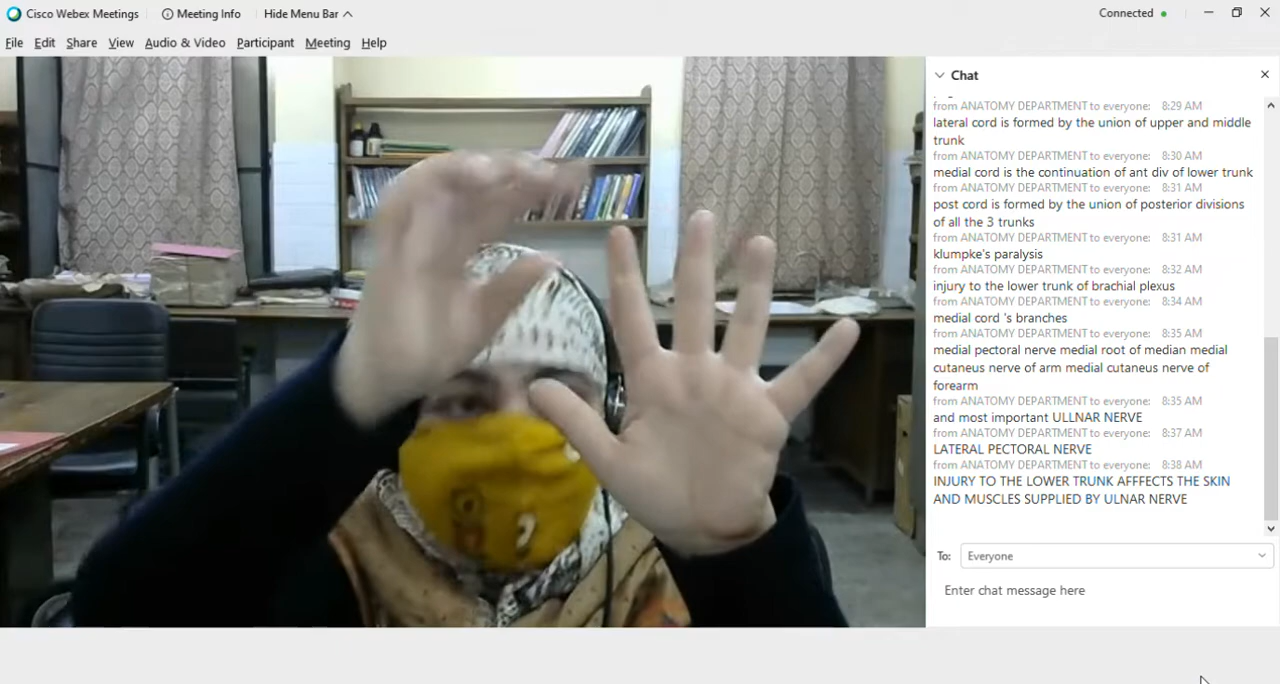 Cisco Webex Meetings
Meeting Info
Hide Menu Bar
Connected
File Edit Share View Audio & Video Participant Meeting Help
Chat
from ANATOMY DEPARTMENT to everyone: 8:29 AM
lateral cord is formed by the union of upper and middle
trunk
from ANATOMY DEPARTMENT to everyone: 8:30 AM
medial cord is the continuation of ant div of lower trunk
from ANATOMY DEPARTMENT to everyone: 8:31 AM
post cord is formed by the union of posterior divisions
of all the 3 trunks
from ANATOMY DEPARTMENT to everyone: 8:31 AM
klumpke's paralysis
from ANATOMY DEPARTMENT to everyone: 8:32 AM
injury to the lower trunk of brachial plexus
from ANATOMY DEPARTMENT to everyone: 8:34 AM
medial cord 's branches
from ANATOMY DEPARTMENT to everyone: 8:35 AM
medial pectoral nerve medial root of median medial
cutaneus nerve of arm medial cutaneus nerve of
forearm
from ANATOMY DEPARTMENT to everyone: 8:35 AM
and most important ULLNAR NERVE
from ANATOMY DEPARTMENT to everyone: 8:37 AM
LATERAL PECTORAL NERVE
from ANATOMY DEPARTMENT to everyone: 8:38 AM
INJURY TO THE LOWER TRUNK AFFFECTS THE SKIN
AND MUSCLES SUPPLIED BY ULNAR NERVE
To: Everyone
Enter chat message here